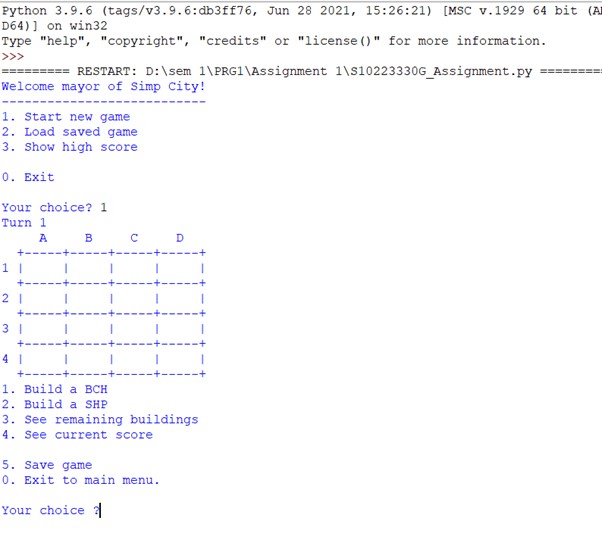 Python 3.9.6 (tags/v3.9.6:db3ff76, Jun 28 2021, 15:26:21) [MSC v.1929 64 bit (A
D64)] on win32
Type "help", "copyright", "credits" or "license()" for more information.
>>>
========= RESTART: D:\sem 1\PRG1\Assignment 1\S10223330G_Assignment.py =========
Welcome mayor of Simp City!
---------------------------
1. Start new game
2. Load saved game
3. Show high score

0. Exit

Your choice? 1
Turn 1
     A     B     C     D
  +-----+-----+-----+-----+
1 |     |     |     |     |
  +-----+-----+-----+-----+
2 |     |     |     |     |
  +-----+-----+-----+-----+
3 |     |     |     |     |
  +-----+-----+-----+-----+
4 |     |     |     |     |
  +-----+-----+-----+-----+
1. Build a BCH
2. Build a SHP
3. See remaining buildings
4. See current score

5. Save game
0. Exit to main menu.

Your choice ?